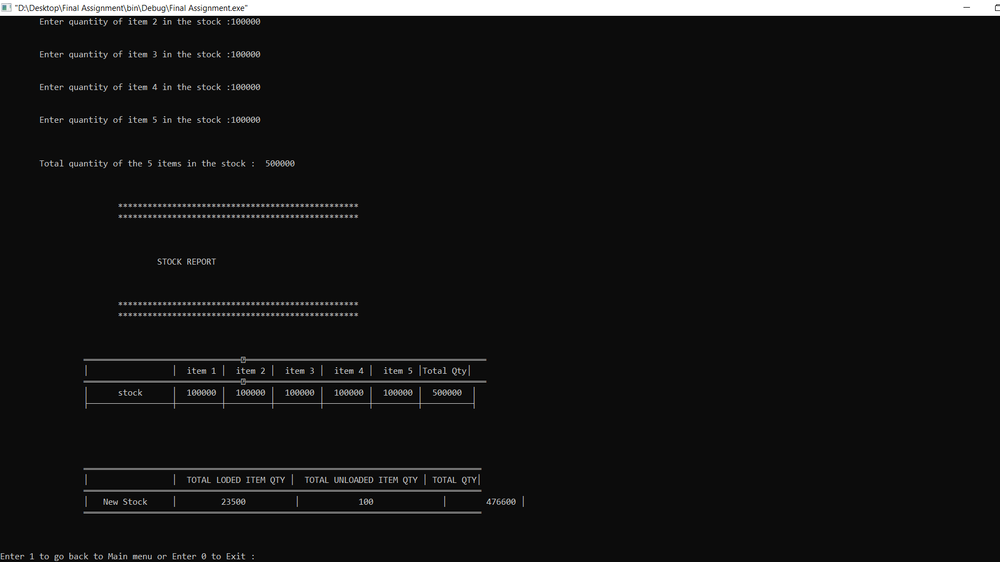 "D:\Desktop\Final Assignment\bin\Debug\Final Assignment.exe"
Enter quantity of item 2 in the stock :100000
Enter quantity of item 3 in the stock :100000
Enter quantity of item 4 in the stock :100000
Enter quantity of item 5 in the stock :100000
Total quantity of the 5 items in the stock :  500000
*************************************************
*************************************************
STOCK REPORT
*************************************************
*************************************************
item 1 item 2 item 3 item 4 item 5 Total Qty
stock 100000 100000 100000 100000 100000 500000
TOTAL LODED ITEM QTY TOTAL UNLOADED ITEM QTY TOTAL QTY
New Stock 23500 100 476600
Enter 1 to go back to Main menu or Enter 0 to Exit :